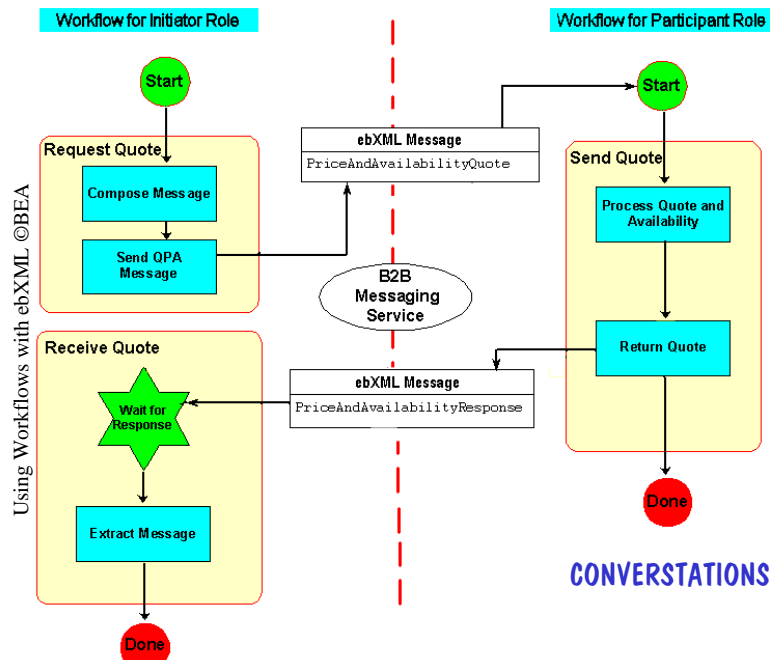 Workflow for Initiator Role
Workflow for Participant Role
Start
Start
Request Quote
Compose Message
Send QPA
Message
ebXML Message
PriceAndAvailabilityQuote
Send Quote
Process Quote and
Availability
B2B
Messaging
Service
Return Quote
Receive Quote
Wait for
Response
ebXML Message
PriceAndAvailabilityResponse
Extract Message
Done
Done
CONVERSTATIONS
Using Workflows with ebXML ©BEA